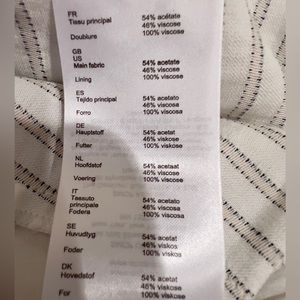 FR
Tissu principal 54% acétate
46% viscose
Doublure 100% viscose
GB
US
Main fabric 54% acetate
46% viscose
Lining 100% viscose
ES
Tejido principal 54% acetato
46% viscosa
Forro 100% viscosa
DE
Hauptstoff 54% acetat
46% viskose
Futter 100% viskose
NL
Hoofdstof 54% acetaat
46% viscose
Voering 100% viscose
IT
Tessuto 54% acetato
principale 46% viscosa
Fodera 100% viscosa
SE
Huvudtyg 54% acetat
46% viskos
Foder 100% viskos
DK
Hovedstof 54% acetat
46% viskose
For 100% viskose